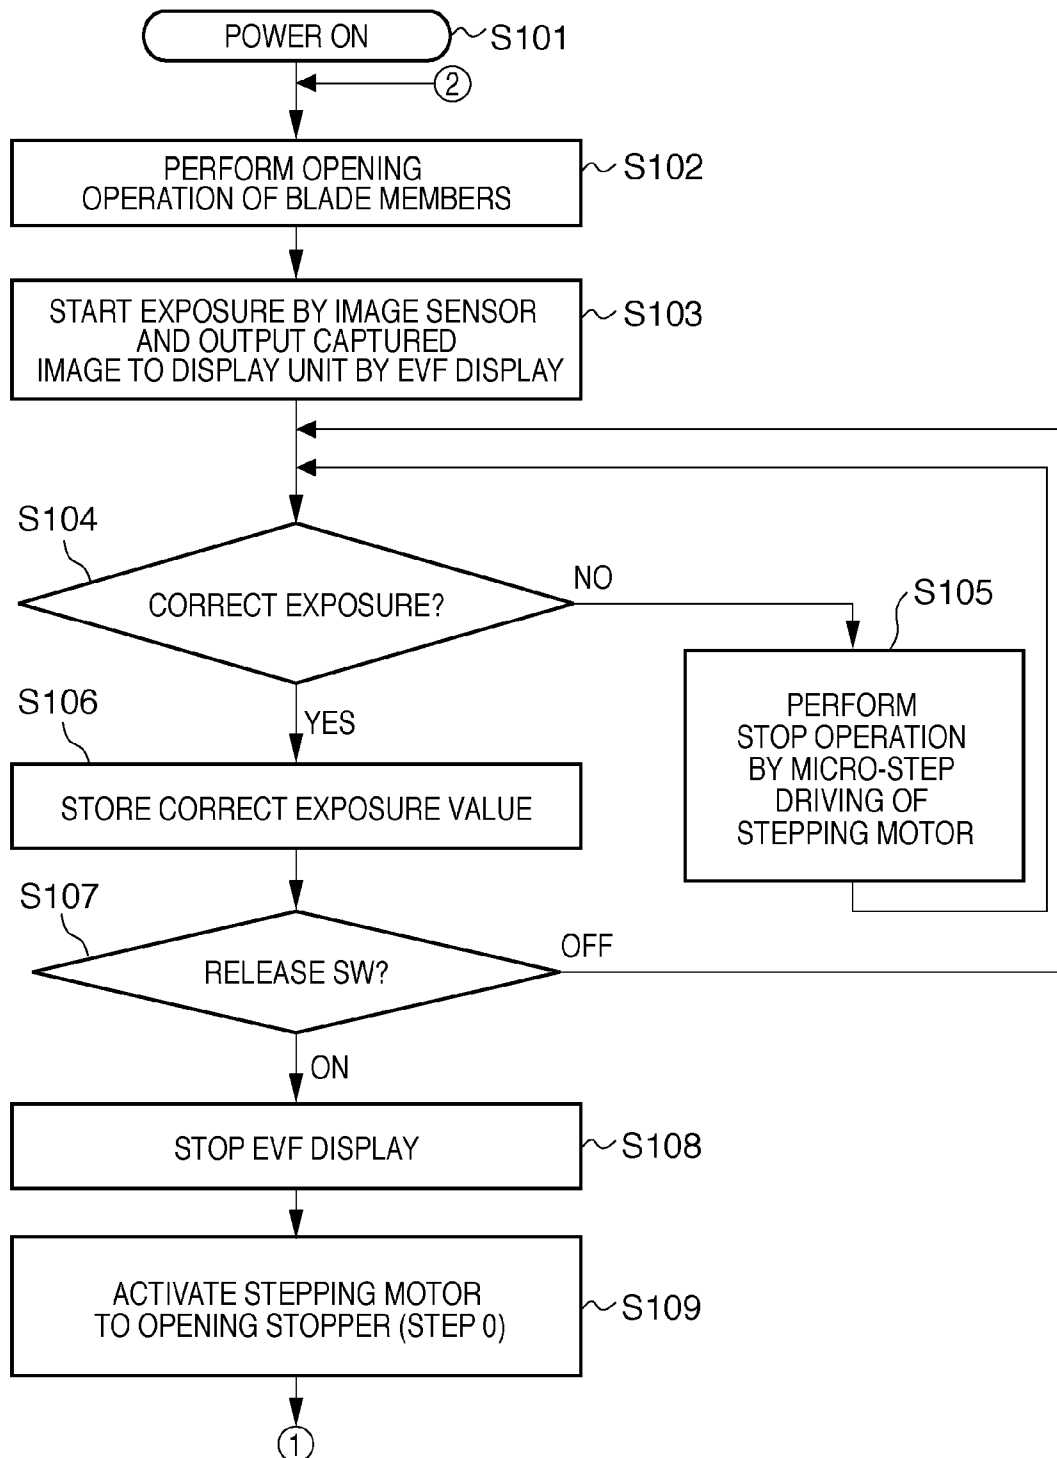 POWER ON
S101
2
PERFORM OPENING
OPERATION OF BLADE MEMBERS
S102
START EXPOSURE BY IMAGE SENSOR
AND OUTPUT CAPTURED
IMAGE TO DISPLAY UNIT BY EVF DISPLAY
S103
S104
CORRECT EXPOSURE?
NO
S105
PERFORM
STOP OPERATION
BY MICRO-STEP
DRIVING OF
STEPPING MOTOR
YES
S106
STORE CORRECT EXPOSURE VALUE
S107
RELEASE SW?
OFF
ON
STOP EVF DISPLAY
S108
ACTIVATE STEPPING MOTOR
TO OPENING STOPPER (STEP 0)
S109
1